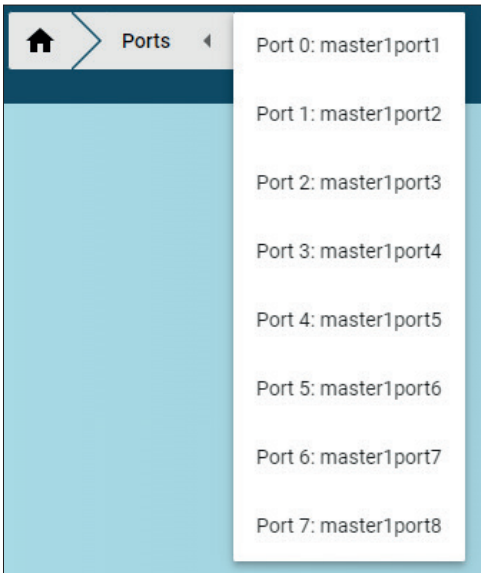 Ports
Port 0: master1port1
Port 1: master1port2
Port 2: master1port3
Port 3: master1port4
Port 4: master1port5
Port 5: master1port6
Port 6: master1port7
Port 7: master1port8